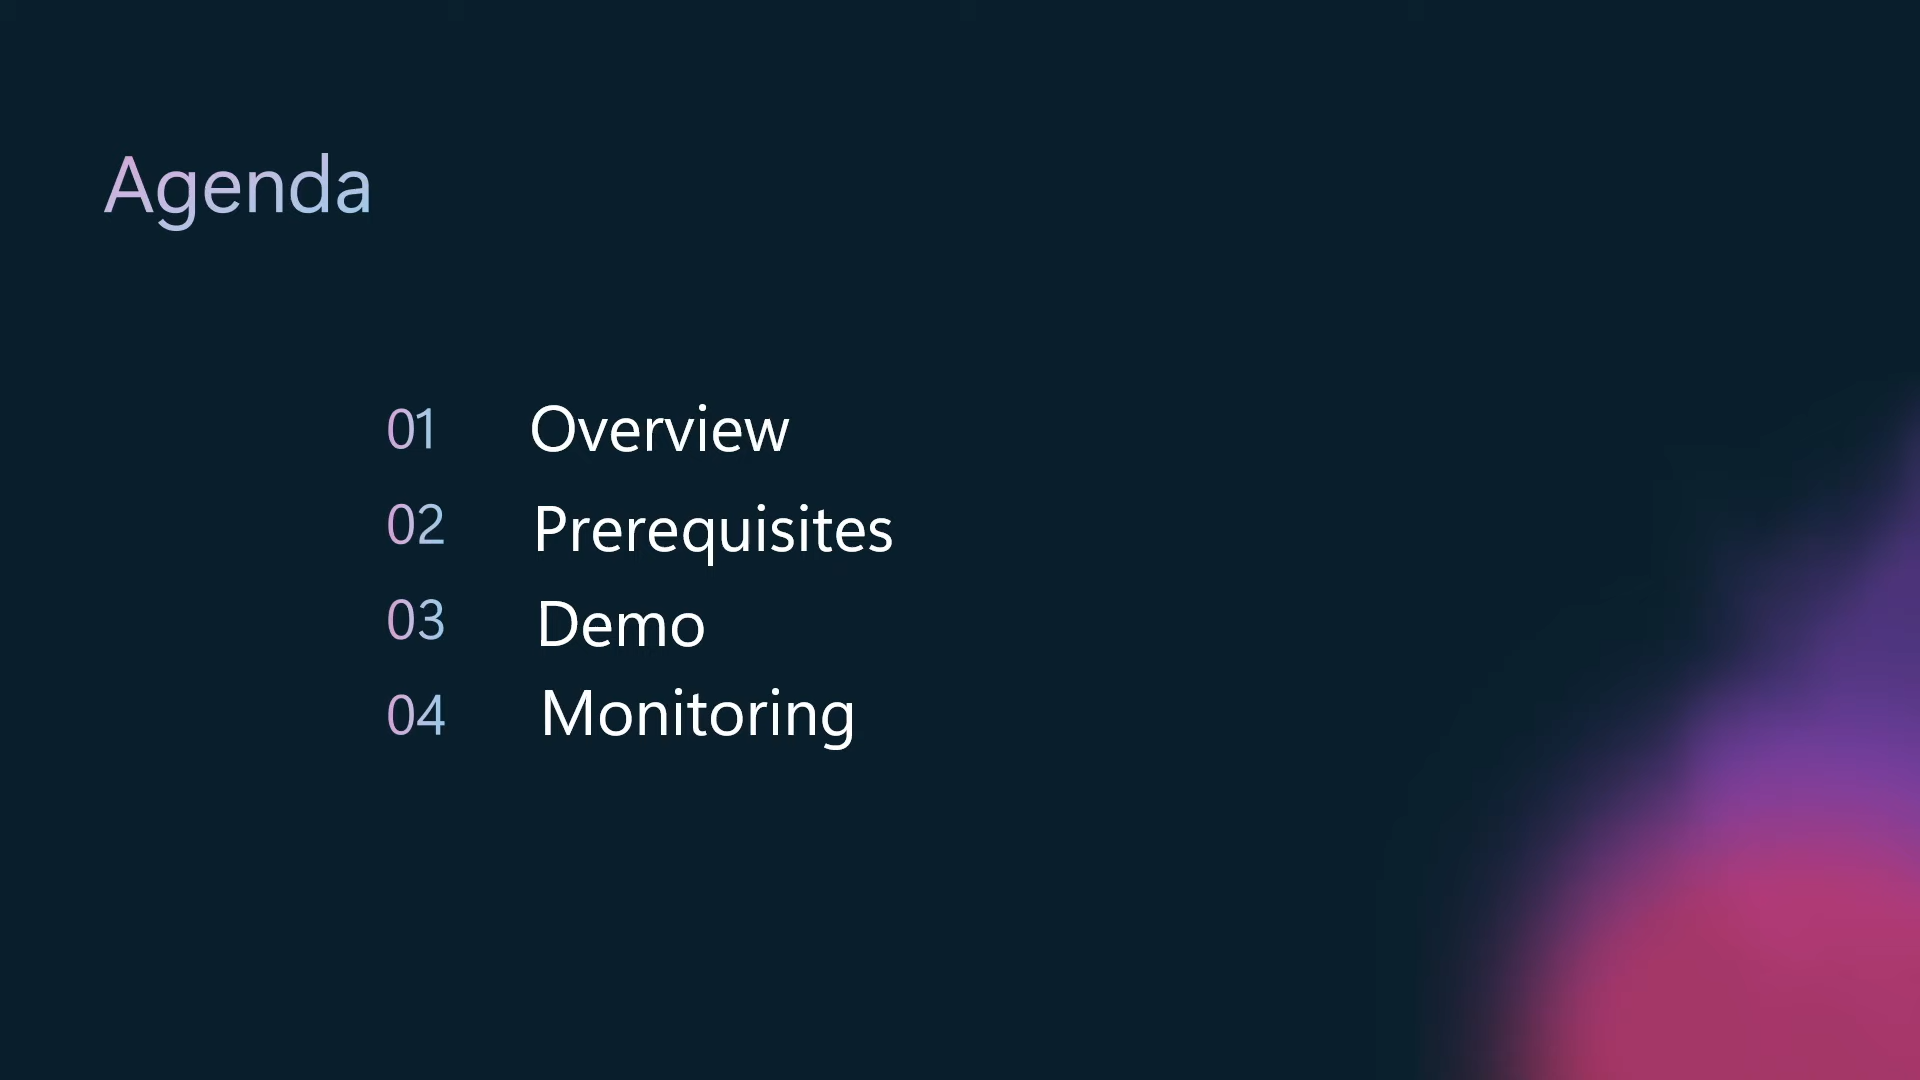 Agenda
01 Overview
02 Prerequisites
03 Demo
04 Monitoring